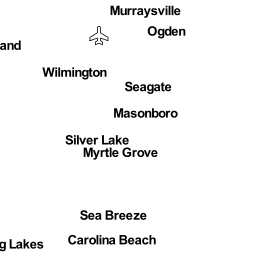 Murraysville
Ogden
and
Wilmington
Seagate
Masonboro
Silver Lake
Myrtle Grove
Sea Breeze
Carolina Beach
g Lakes